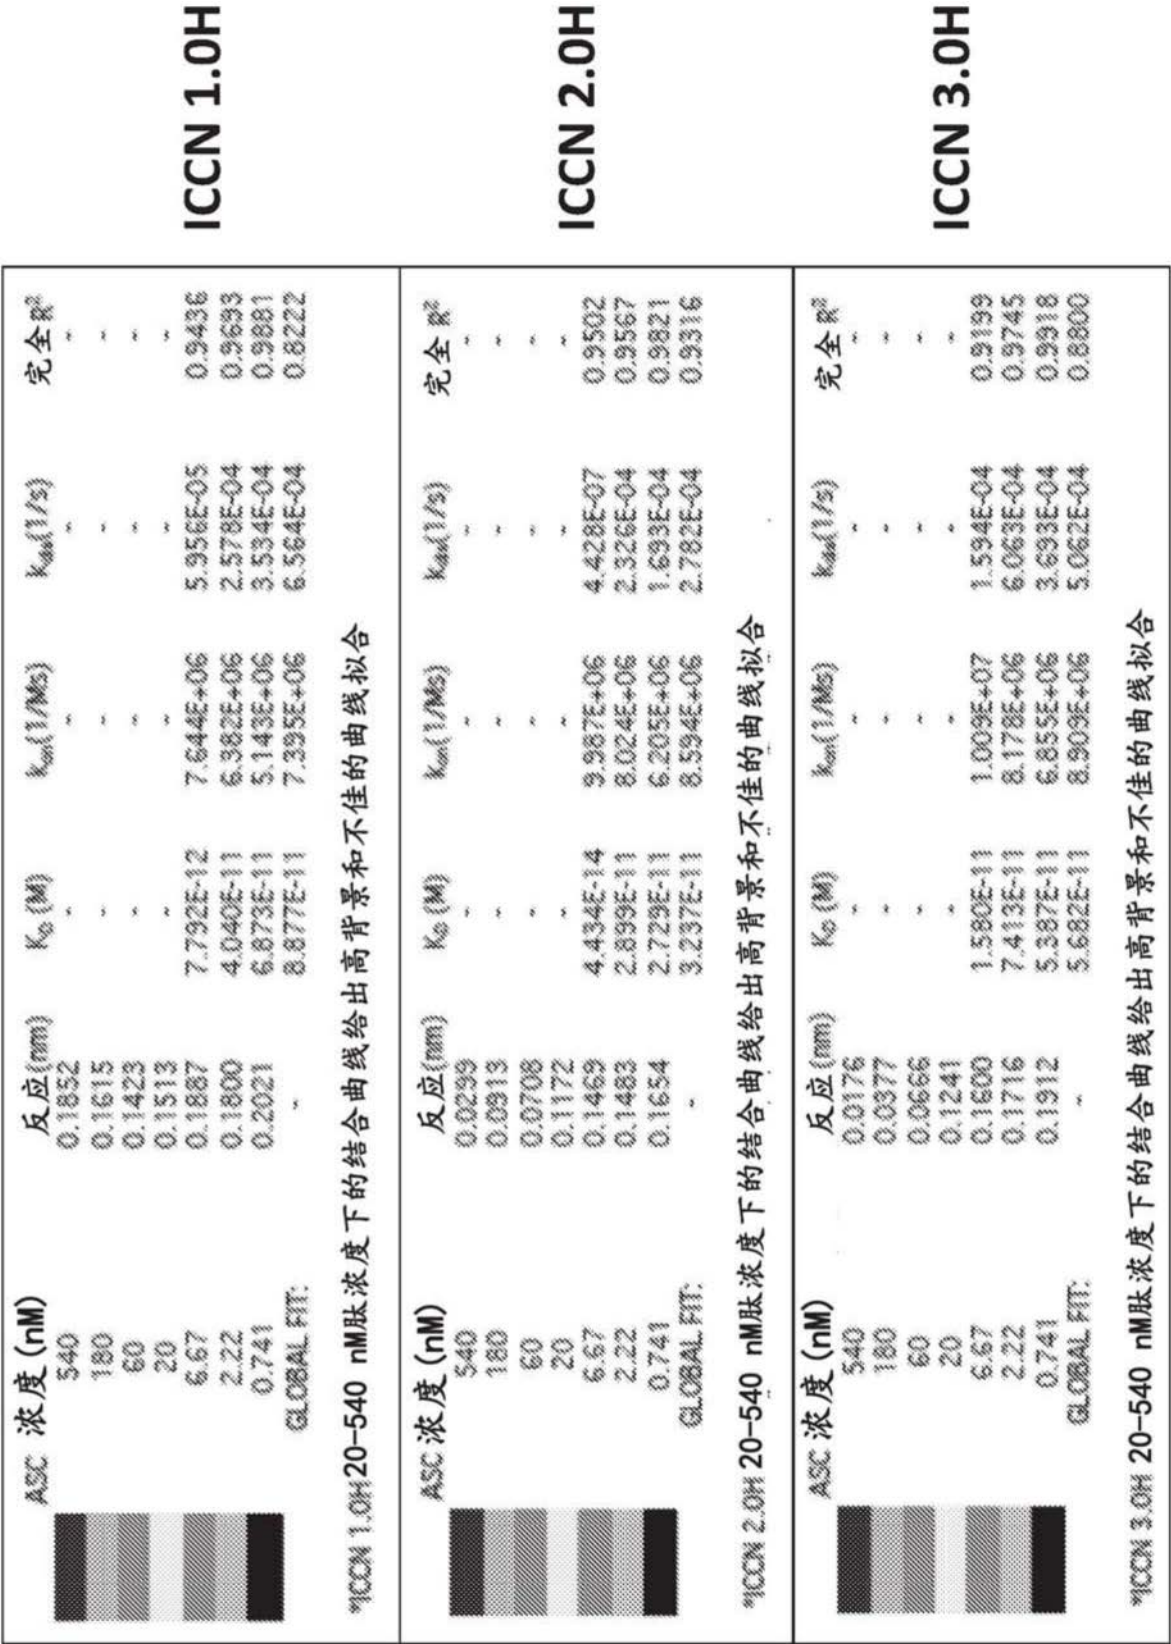 ICCN 1.0H
ASC 浓度(nM) 反应(nm) K_D (M) k_on(1/Ms) k_dis(1/s) 完全 R²
540 0.1852 ~ ~ ~ ~
180 0.1615 ~ ~ ~ ~
60 0.1423 ~ ~ ~ ~
20 0.1513 ~ ~ ~ ~
6.67 0.1887 7.792E-12 7.644E+06 5.956E-05 0.9436
2.22 0.1800 4.040E-11 6.382E+06 2.578E-04 0.9693
0.741 0.2021 6.873E-11 5.143E+06 3.534E-04 0.9881
GLOBAL FIT: ~ 8.877E-11 7.395E+06 6.564E-04 0.8222
*ICCN 1.0H 20-540 nM肽浓度下的结合曲线给出高背景和不佳的曲线拟合
ICCN 2.0H
ASC 浓度(nM) 反应(nm) K_D (M) k_on(1/Ms) k_dis(1/s) 完全 R²
540 0.0299 ~ ~ ~ ~
180 0.0913 ~ ~ ~ ~
60 0.0708 ~ ~ ~ ~
20 0.1172 ~ ~ ~ ~
6.67 0.1469 4.434E-14 9.987E+06 4.428E-07 0.9502
2.22 0.1483 2.899E-11 8.024E+06 2.326E-04 0.9567
0.741 0.1654 2.729E-11 6.205E+06 1.693E-04 0.9821
GLOBAL FIT: ~ 3.237E-11 8.594E+06 2.782E-04 0.9316
*ICCN 2.0H 20-540 nM肽浓度下的结合曲线给出高背景和不佳的曲线拟合
ICCN 3.0H
ASC 浓度(nM) 反应(nm) K_D (M) k_on(1/Ms) k_dis(1/s) 完全 R²
540 0.0176 ~ ~ ~ ~
180 0.0377 ~ ~ ~ ~
60 0.0666 ~ ~ ~ ~
20 0.1241 ~ ~ ~ ~
6.67 0.1600 1.580E-11 1.009E+07 1.594E-04 0.9199
2.22 0.1716 7.413E-11 8.178E+06 6.063E-04 0.9745
0.741 0.1912 5.387E-11 6.855E+06 3.693E-04 0.9918
GLOBAL FIT: ~ 5.682E-11 8.909E+06 5.062E-04 0.8800
*ICCN 3.0H 20-540 nM肽浓度下的结合曲线给出高背景和不佳的曲线拟合